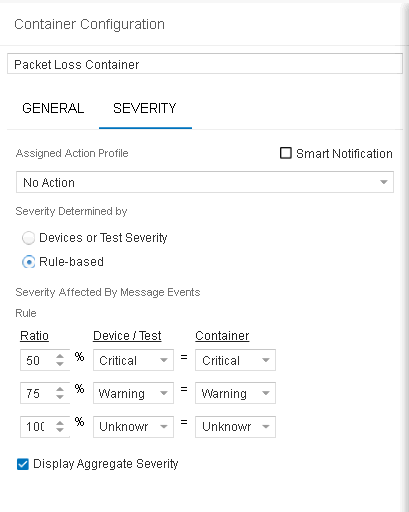 Container Configuration
Packet Loss Container
GENERAL SEVERITY
Assigned Action Profile Smart Notification
No Action
Severity Determined by
Devices or Test Severity
Rule-based
Severity Affected By Message Events
Rule
Ratio Device / Test Container
50 % Critical = Critical
75 % Warning = Warning
100 % Unknowr = Unknowr
Display Aggregate Severity